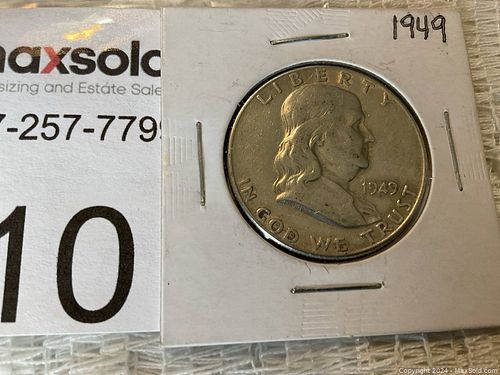 maxsold
sizing and Estate Sale
7-257-7799
10
1949
LIBERTY
1949
IN GOD WE TRUST
Copyright 2024 - MaxSold.com